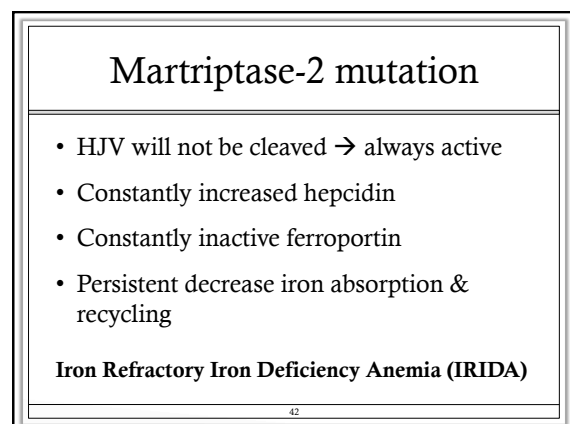 Martriptase-2 mutation
• HJV will not be cleaved → always active
• Constantly increased hepcidin
• Constantly inactive ferroportin
• Persistent decrease iron absorption &
recycling
Iron Refractory Iron Deficiency Anemia (IRIDA)
42